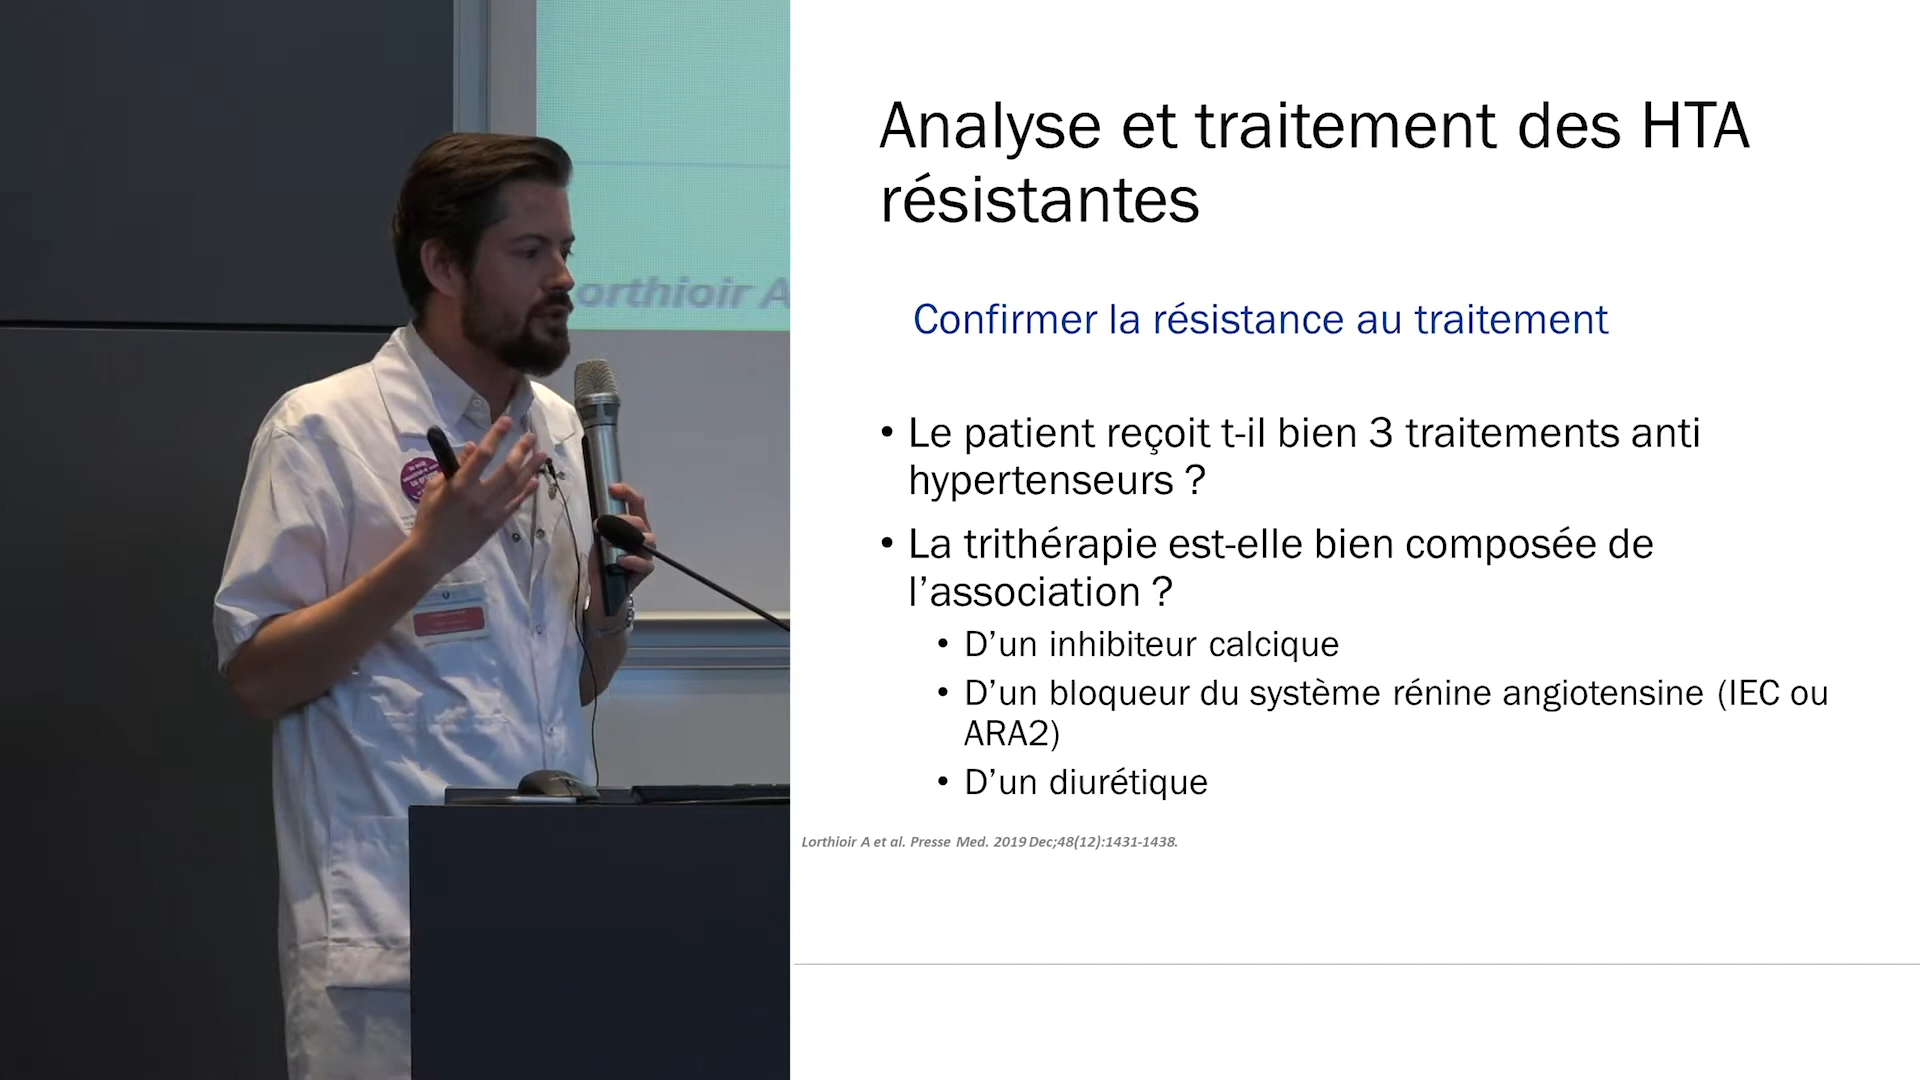 Analyse et traitement des HTA
résistantes
Confirmer la résistance au traitement
• Le patient reçoit t-il bien 3 traitements anti
hypertenseurs ?
• La trithérapie est-elle bien composée de
l’association ?
• D’un inhibiteur calcique
• D’un bloqueur du système rénine angiotensine (IEC ou
ARA2)
• D’un diurétique
Lorthioir A et al. Presse Med. 2019 Dec;48(12):1431-1438.
orthioir A